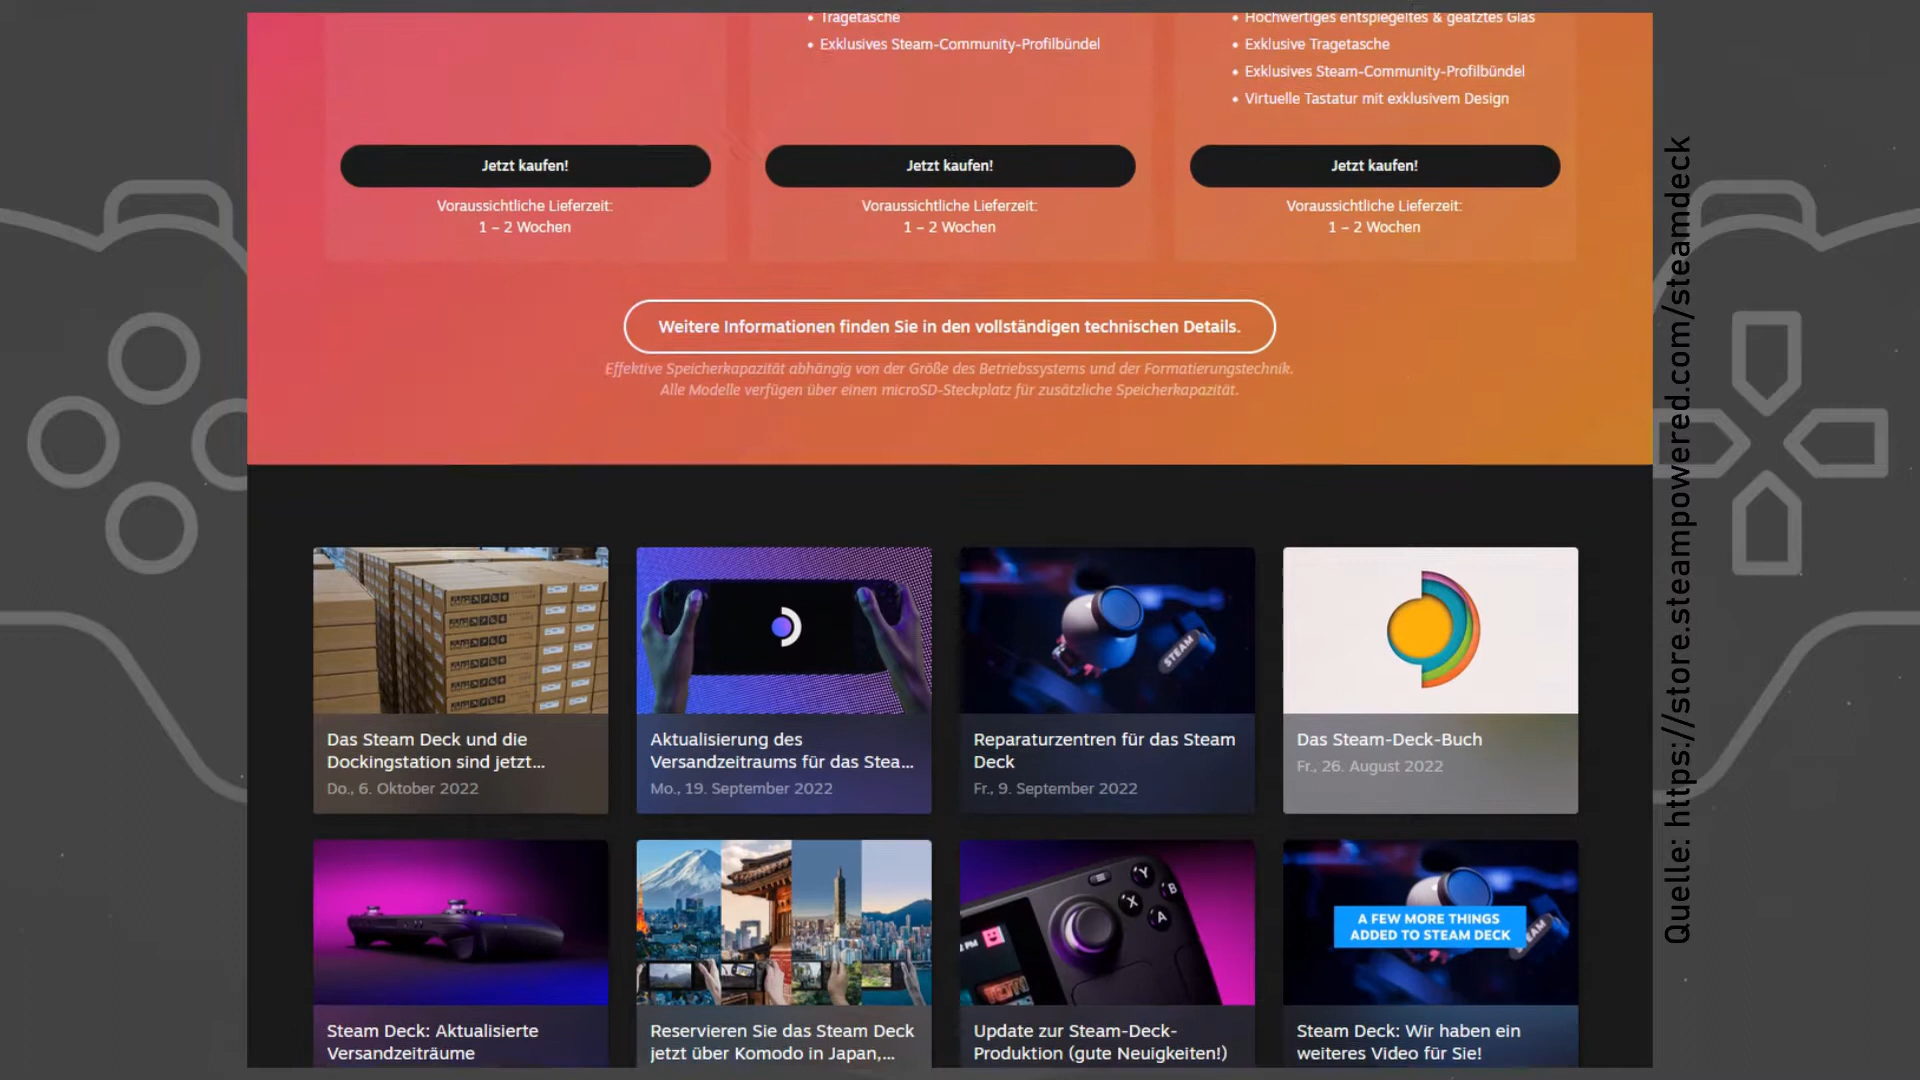 Tragetasche
Exklusives Steam-Community-Profilbündel
Hochwertiges entspiegeltes & geätztes Glas
Exklusive Tragetasche
Exklusives Steam-Community-Profilbündel
Virtuelle Tastatur mit exklusivem Design
Jetzt kaufen!
Voraussichtliche Lieferzeit:
1 – 2 Wochen
Jetzt kaufen!
Voraussichtliche Lieferzeit:
1 – 2 Wochen
Jetzt kaufen!
Voraussichtliche Lieferzeit:
1 – 2 Wochen
Weitere Informationen finden Sie in den vollständigen technischen Details.
Effektive Speicherkapazität abhängig von der Größe des Betriebssystems und der Formatierungstechnik.
Alle Modelle verfügen über einen microSD-Steckplatz für zusätzliche Speicherkapazität.
Das Steam Deck und die
Dockingstation sind jetzt...
Do., 6. Oktober 2022
Aktualisierung des
Versandzeitraums für das Stea...
Mo., 19. September 2022
STEAM
Reparaturzentren für das Steam
Deck
Fr., 9. September 2022
Das Steam-Deck-Buch
Fr., 26. August 2022
Steam Deck: Aktualisierte
Versandzeiträume
Reservieren Sie das Steam Deck
jetzt über Komodo in Japan,...
Y
B
X
A
PM
Update zur Steam-Deck-
Produktion (gute Neuigkeiten!)
A FEW MORE THINGS
ADDED TO STEAM DECK
Steam Deck: Wir haben ein
weiteres Video für Sie!
Quelle: https://store.steampowered.com/steamdeck